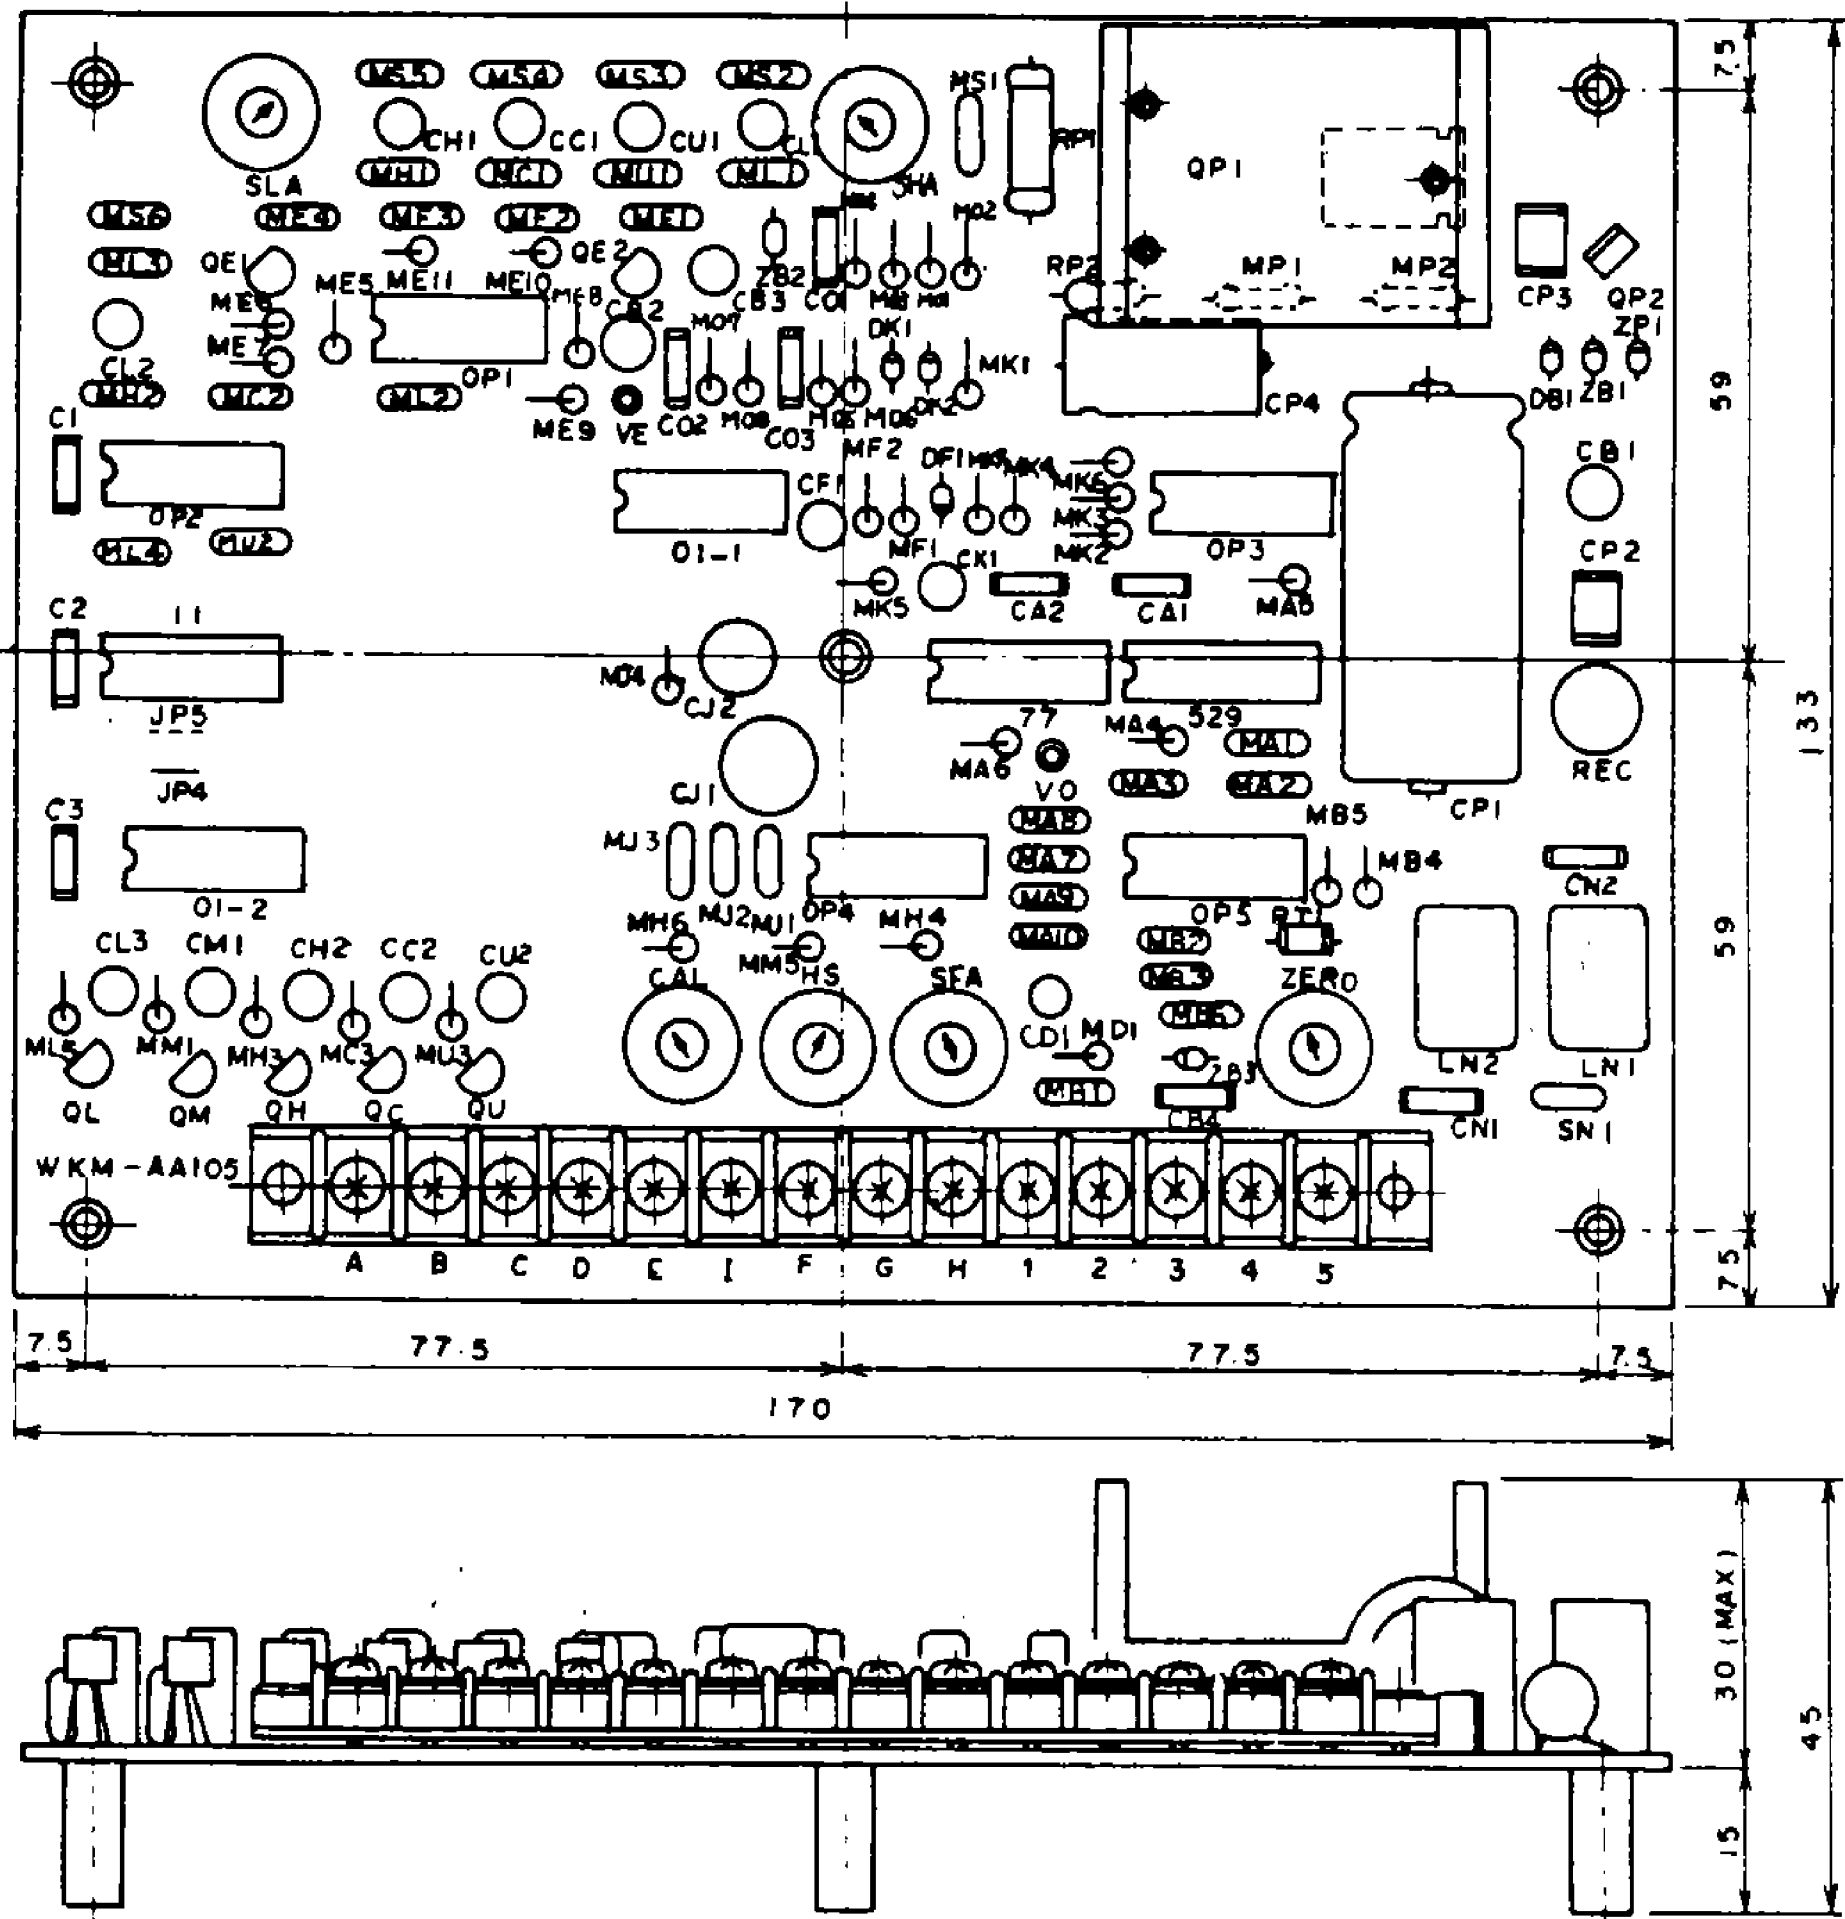 MS5 MS4 MS3 MS2 MS1
CH1 CC1 CU1 RP1 QP1
MH1 MC1 MU1 ML1
SLA SHA
MS6 ME4 ME3 ME2 ME1 MO2
ML3 QE1 ME11 ME10 QE2 ZB2 CB3 CO1 RP2 MP1 MP2 CP3 QP2
ME6 ME5 ME8 CB2 MO7 DK1 ZP1
ME7 CL2 OP1 MK1 CP4 DB1 ZB1
MH2 MC2 ML2
C1 ME9 VE CO2 MO8 CO3 MO5 MO6 DK2
MF2 DF1 MK4 CB1
OP2 CF1 MK6 MK3
ML4 MU2 O1-1 MF1 CK1 MK2 OP3 CP2
C2 11 MK5 CA2 CA1
MJ4 CJ2
JP5 77 MA4 529 MA1
MA6 REC
JP4 VO MA3 MA2
C3 CJ1 MA8 MB5 CP1
MJ3 MA7 MB4
MA9 CN2
O1-2 MH6 MJ2 MJ1 OP4 MH4 OP5
CL3 CM1 CH2 CC2 CU2 MA10 MB2
MM5
CAL HS SFA ZERO
MB6
ML5 MM1 MH3 MC3 MU3 CD1 MD1 ZB3 LN2 LN1
MB1
QL QM QH QC QU CB4 CN1 SN1
WKM-AA105
A B C D E I F G H 1 2 3 4 5
7.5
59
133
59
7.5
7.5 77.5 77.5 7.5
170
30 (MAX)
45
15